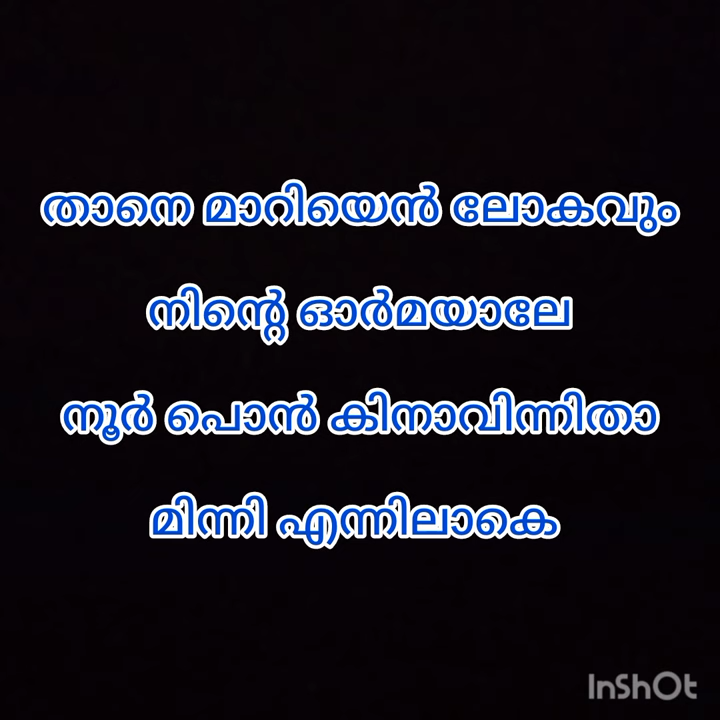 താനെ മാറിയെൻ ലോകവും
നിന്റെ ഓർമയാലേ
നൂർ പൊൻ കിനാവിന്നിതാ
മിന്നി എന്നിലാകെ
InShOt